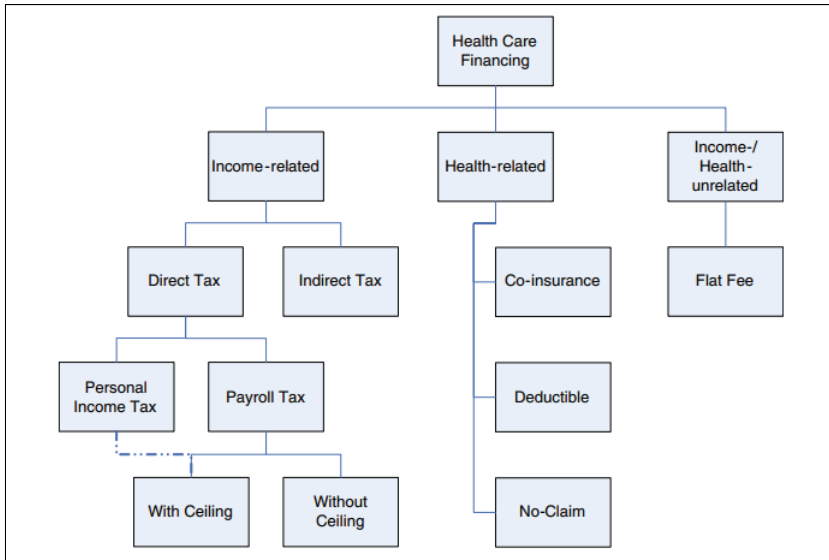 Health Care
Financing
Income-related
Health-related
Income-/
Health-
unrelated
Direct Tax
Indirect Tax
Co-insurance
Flat Fee
Personal
Income Tax
Payroll Tax
Deductible
With Ceiling
Without
Ceiling
No-Claim